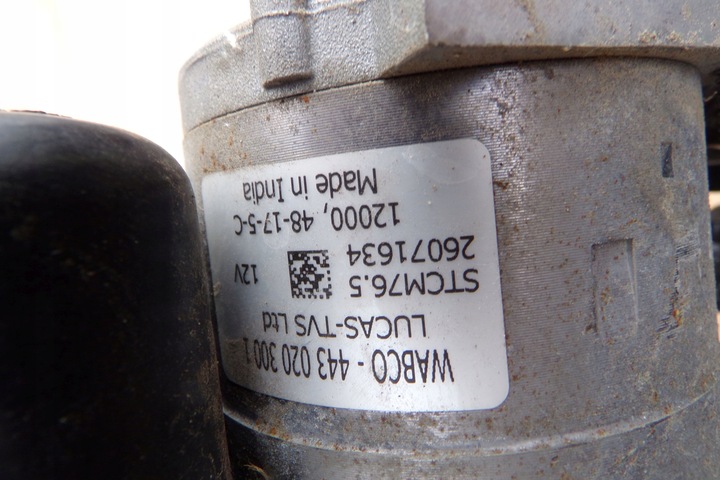 WABCO - 443 020 300 1
LUCAS-TVS Ltd
STCM76.5
26071634 12V
12000, 48-17-5-C
Made in India